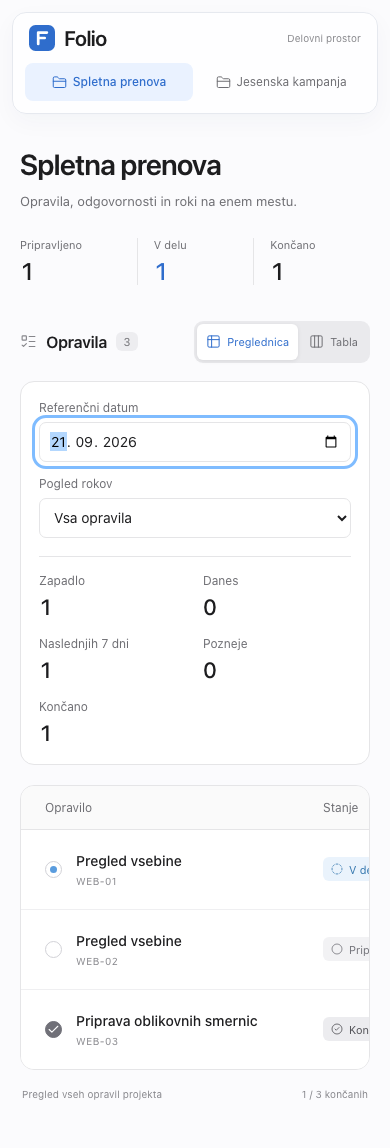 F Folio
Delovni prostor
Spletna prenova
Jesenska kampanja
Spletna prenova
Opravila, odgovornosti in roki na enem mestu.
Pripravljeno
V delu
Končano
1
1
1
Opravila 3
Preglednica
Tabla
Referenčni datum
21. 09. 2026
Pogled rokov
Vsa opravila
Zapadlo
Danes
1
0
Naslednjih 7 dni
Pozneje
1
0
Končano
1
Opravilo
Stanje
Pregled vsebine
WEB-01
V de
Pregled vsebine
WEB-02
Prip
Priprava oblikovnih smernic
WEB-03
Kon
Pregled vseh opravil projekta
1 / 3 končanih